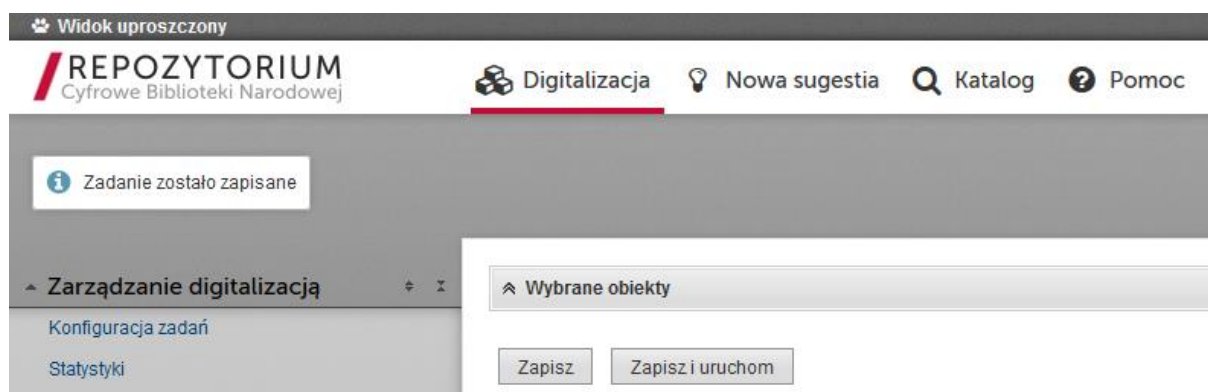 Widok uproszczony
REPOZYTORIUM
Cyfrowe Biblioteki Narodowej
Digitalizacja Nowa sugestia Katalog Pomoc
Zadanie zostało zapisane
Zarządzanie digitalizacją
Konfiguracja zadań
Statystyki
Wybrane obiekty
Zapisz Zapisz i uruchom